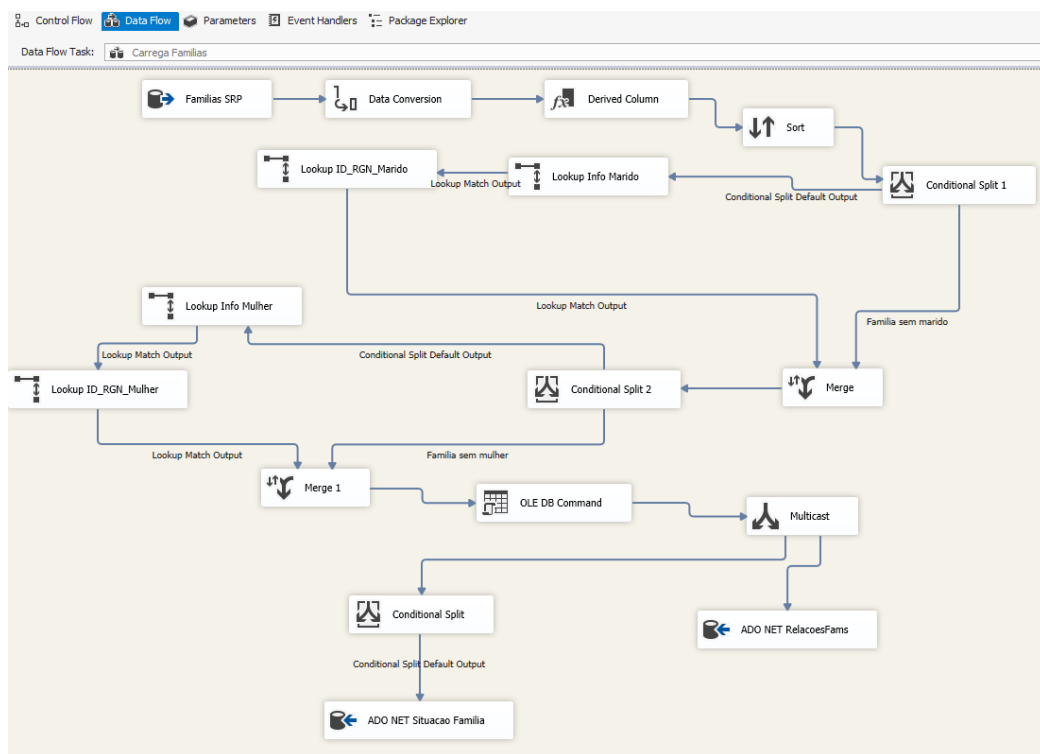 Control Flow Data Flow Parameters Event Handlers Package Explorer
Data Flow Task: Carrega Familias
Familias SRP
Data Conversion
Derived Column
Sort
Lookup ID_RGN_Marido
Lookup Info Marido
Conditional Split 1
Lookup Match Output
Conditional Split Default Output
Lookup Info Mulher
Lookup Match Output
Familia sem marido
Lookup Match Output
Conditional Split Default Output
Lookup ID_RGN_Mulher
Conditional Split 2
Merge
Lookup Match Output
Familia sem mulher
Merge 1
OLE DB Command
Multicast
Conditional Split
ADO NET RelacoesFams
Conditional Split Default Output
ADO NET Situacao Familia